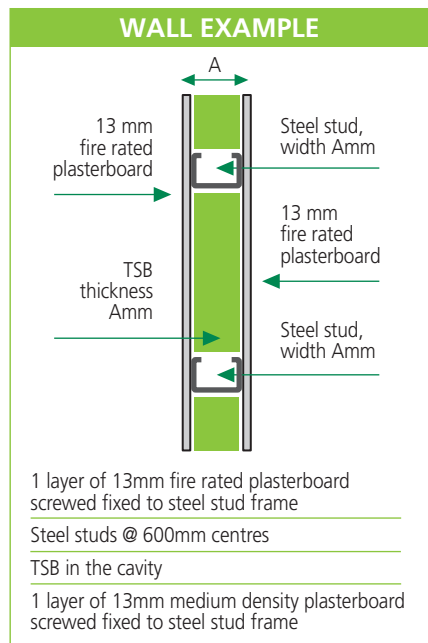 WALL EXAMPLE
A
13 mm
fire rated
plasterboard
Steel stud,
width Amm
13 mm
fire rated
plasterboard
TSB
thickness
Amm
Steel stud,
width Amm
1 layer of 13mm fire rated plasterboard
screwed fixed to steel stud frame
Steel studs @ 600mm centres
TSB in the cavity
1 layer of 13mm medium density plasterboard
screwed fixed to steel stud frame